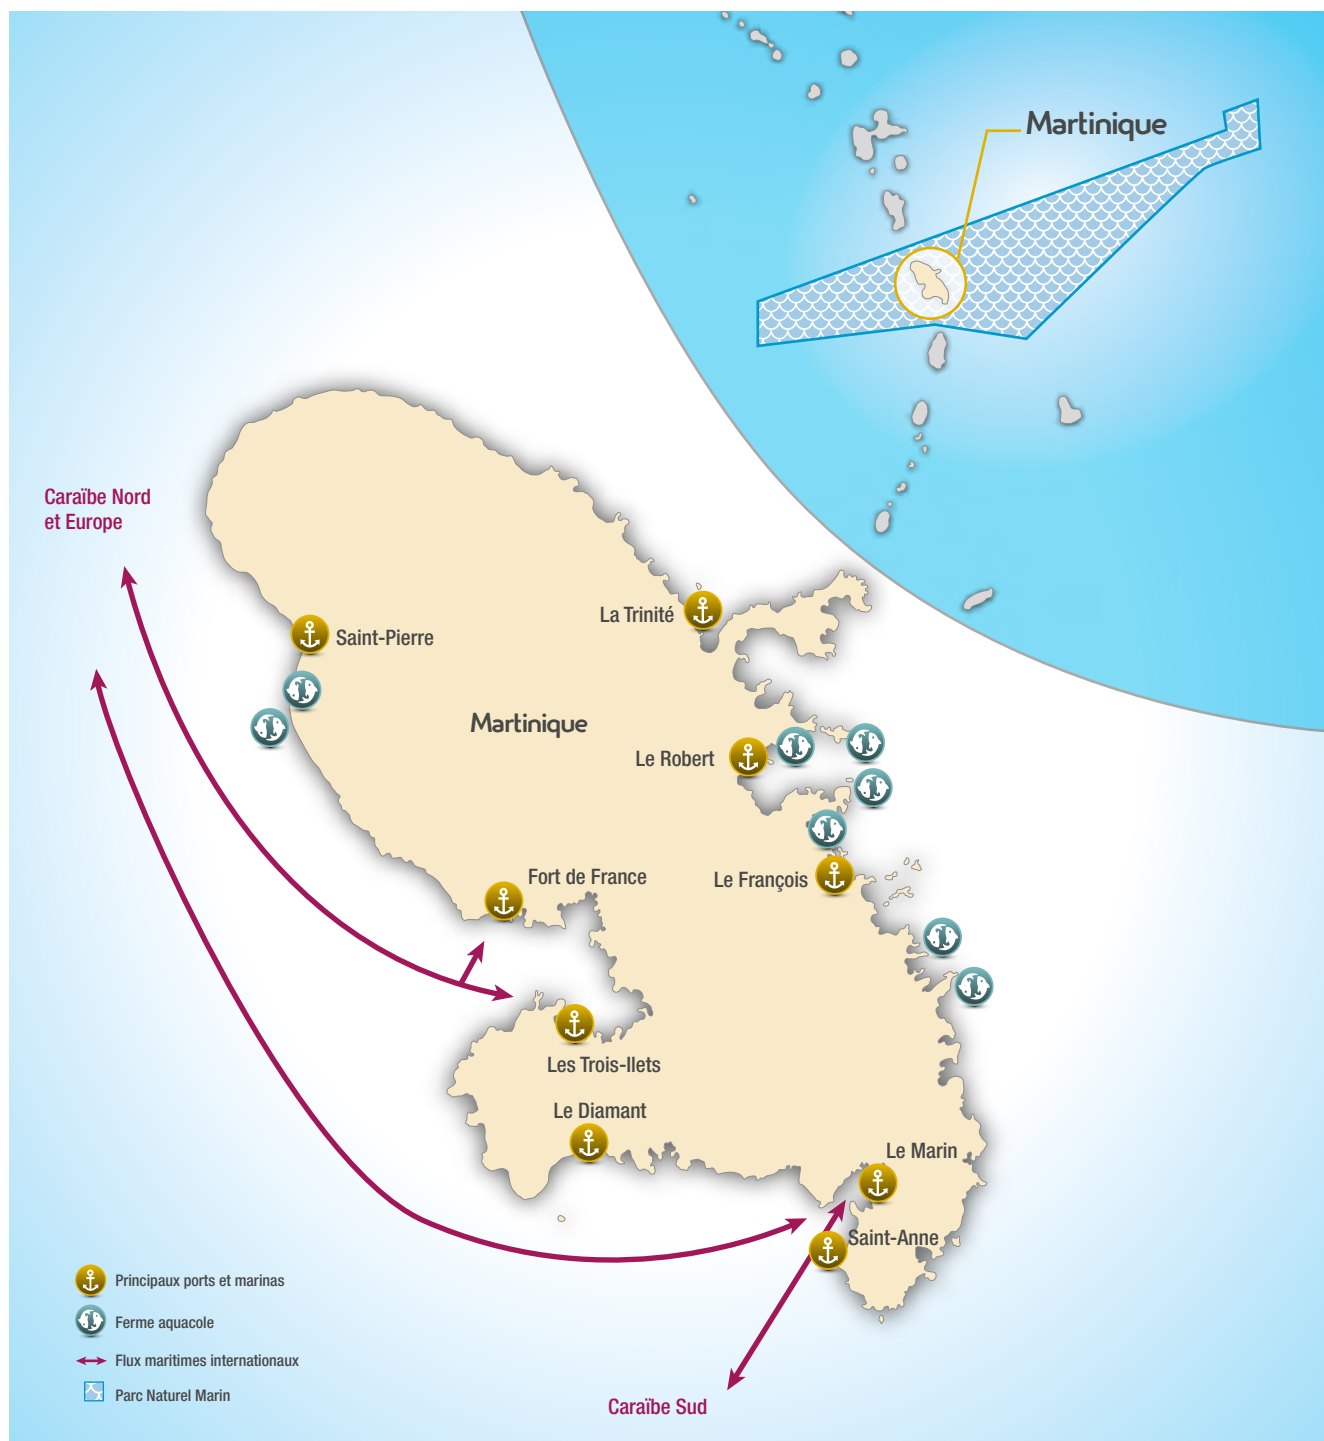 Martinique
Caraïbe Nord
et Europe
La Trinité
Saint-Pierre
Martinique
Le Robert
Fort de France
Le François
Les Trois-Ilets
Le Diamant
Le Marin
Saint-Anne
Principaux ports et marinas
Ferme aquacole
Flux maritimes internationaux
Parc Naturel Marin
Caraïbe Sud